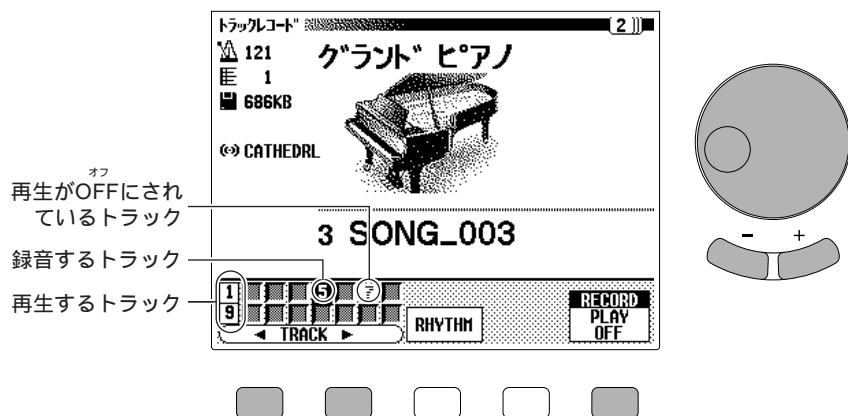 トラックレコード
2
121
1
686KB
CATHEDRL
グランド ピアノ
オフ
再生がOFFにされ
ているトラック
録音するトラック
再生するトラック
3 SONG_003
1 5 7
9
TRACK
RHYTHM
RECORD
PLAY
OFF
- +